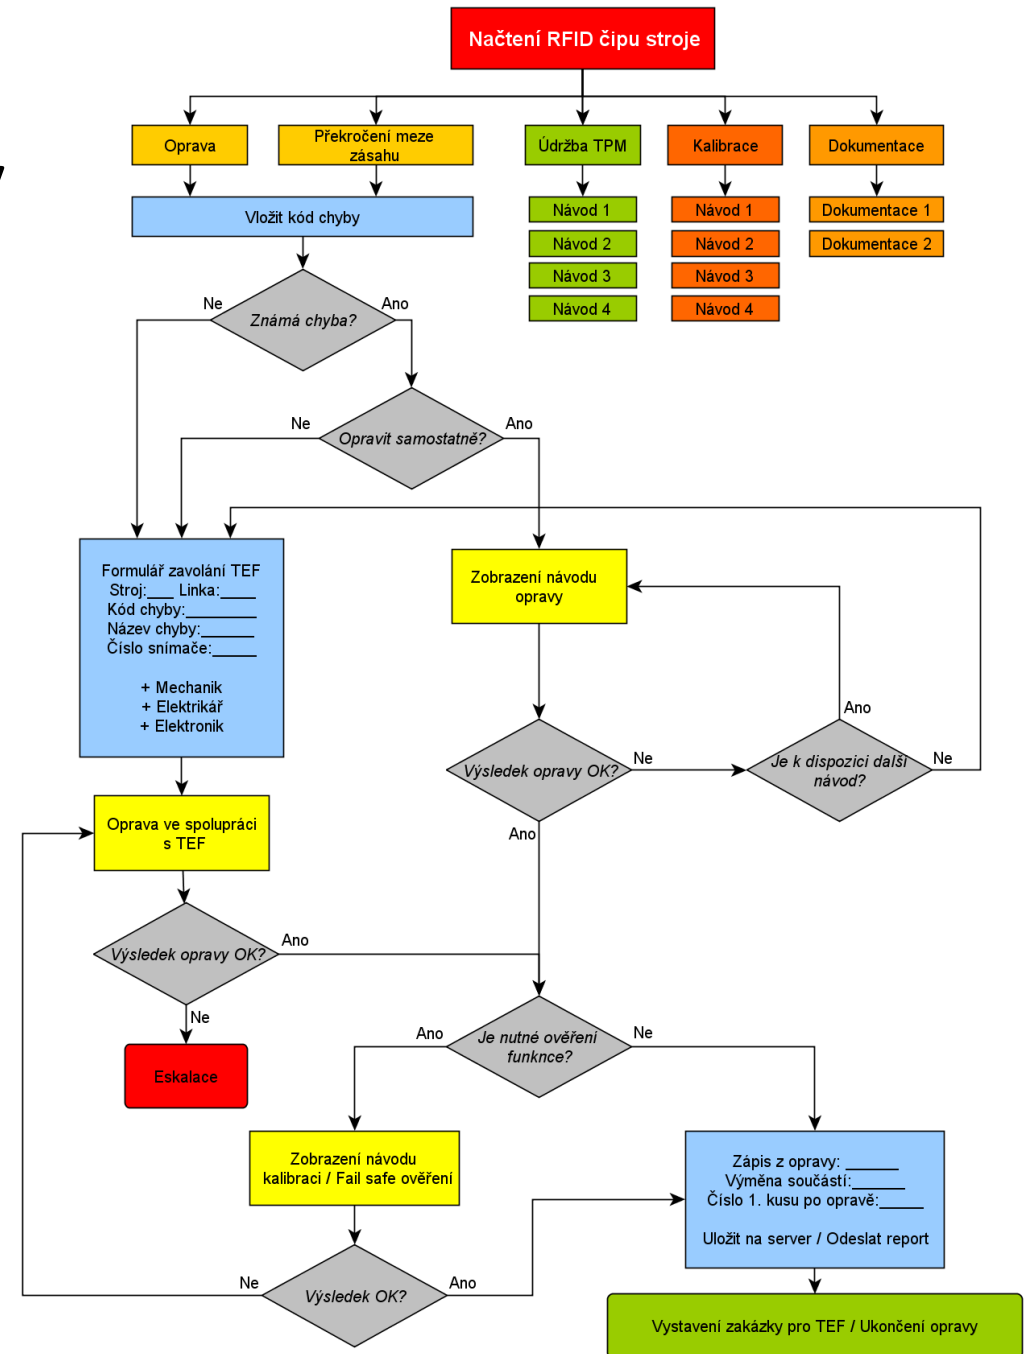 Načtení RFID čipu stroje
Oprava
Překročení meze
zásahu
Údržba TPM
Kalibrace
Dokumentace
Vložit kód chyby
Návod 1
Návod 2
Návod 3
Návod 4
Návod 1
Návod 2
Návod 3
Návod 4
Dokumentace 1
Dokumentace 2
Známá chyba?
Ne
Ano
Opravit samostatně?
Ne
Ano
Formulář zavolání TEF
Stroj:___ Linka:____
Kód chyby:________
Název chyby:______
Číslo snímače:_____
+ Mechanik
+ Elektrikář
+ Elektronik
Zobrazení návodu
opravy
Výsledek opravy OK?
Ne
Ano
Je k dispozici další
návod?
Ano
Ne
Oprava ve spolupráci
s TEF
Výsledek opravy OK?
Ano
Ne
Eskalace
Je nutné ověření
funknce?
Ano
Ne
Zobrazení návodu
kalibraci / Fail safe ověření
Výsledek OK?
Ne
Ano
Zápis z opravy: ______
Výměna součástí:______
Číslo 1. kusu po opravě:_____
Uložit na server / Odeslat report
Vystavení zakázky pro TEF / Ukončení opravy